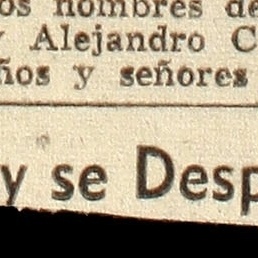 os nombres de
y Alejandro C
ños y señores
y se Desp